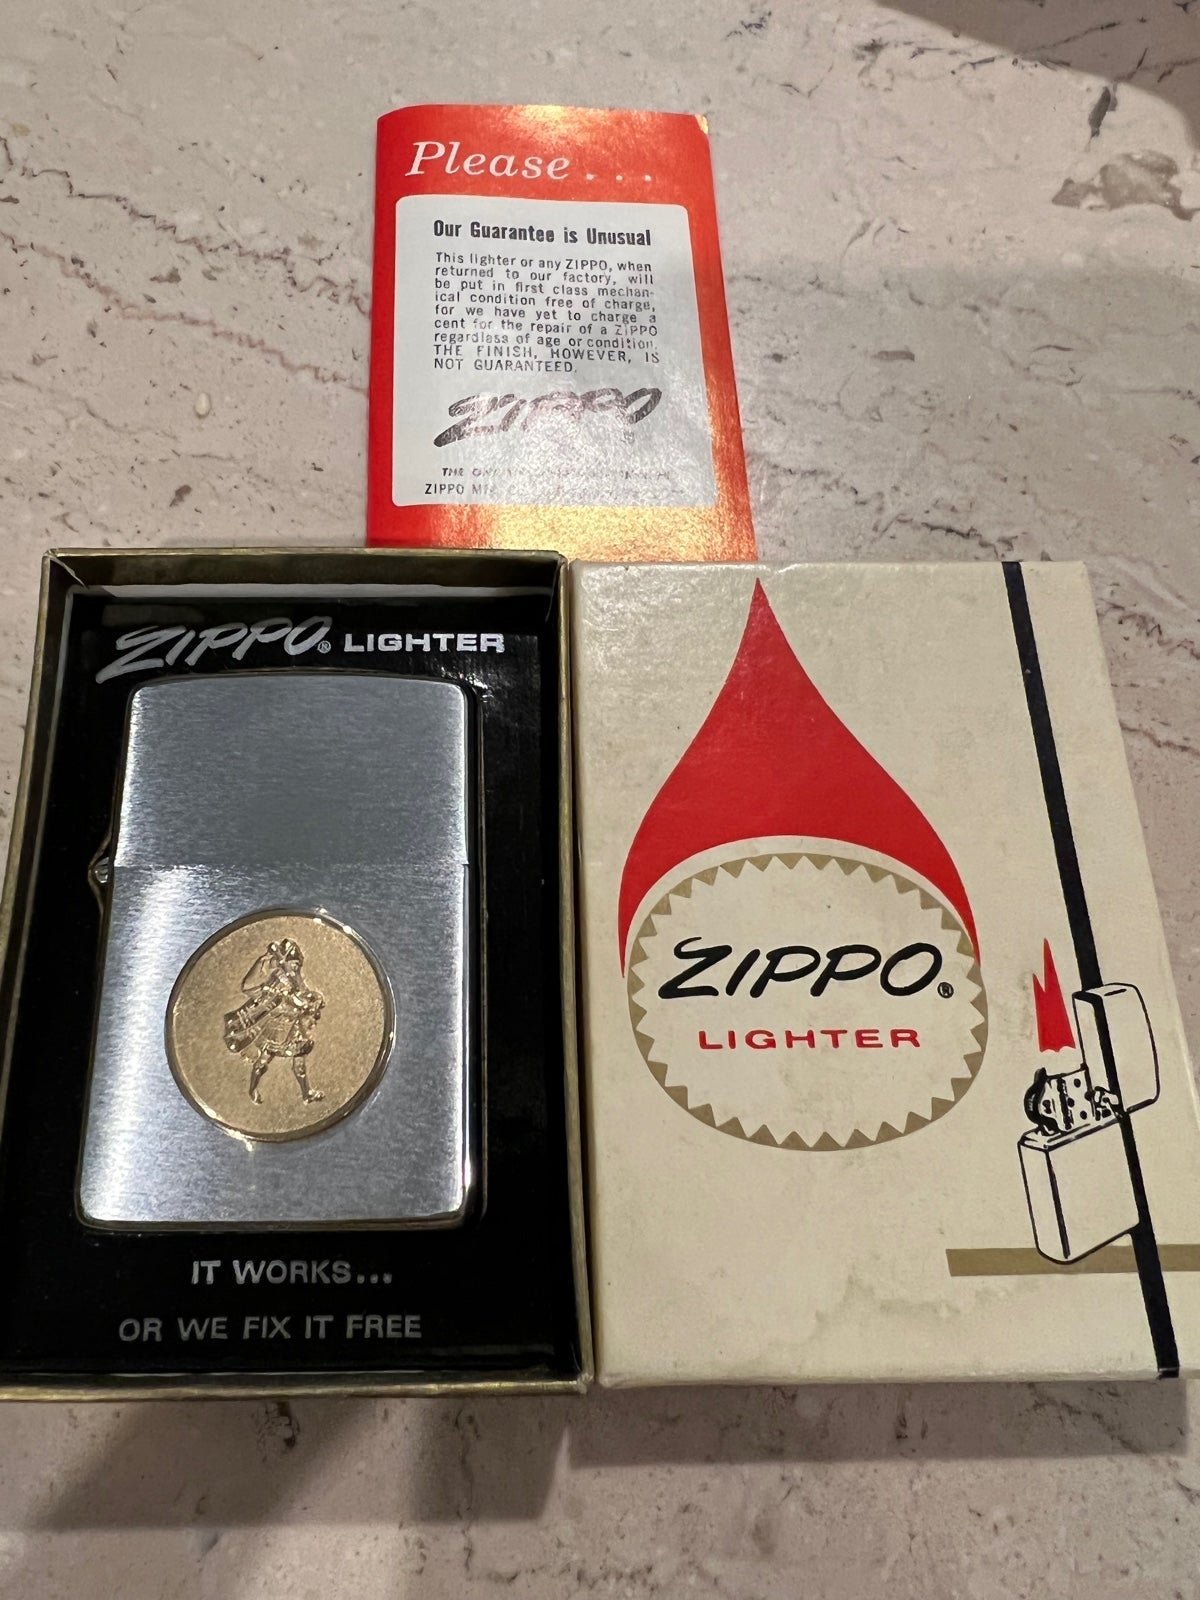 Please...
Our Guarantee is Unusual
This lighter or any ZIPPO, when
returned to our factory, will
be put in first class mechan-
ical condition free of charge,
for we have yet to charge a
cent for the repair of a ZIPPO
regardless of age or condition.
THE FINISH, HOWEVER, IS
NOT GUARANTEED.
ZIPPO
THE
ZIPPO
ZIPPO® LIGHTER
IT WORKS...
OR WE FIX IT FREE
ZIPPO®
LIGHTER